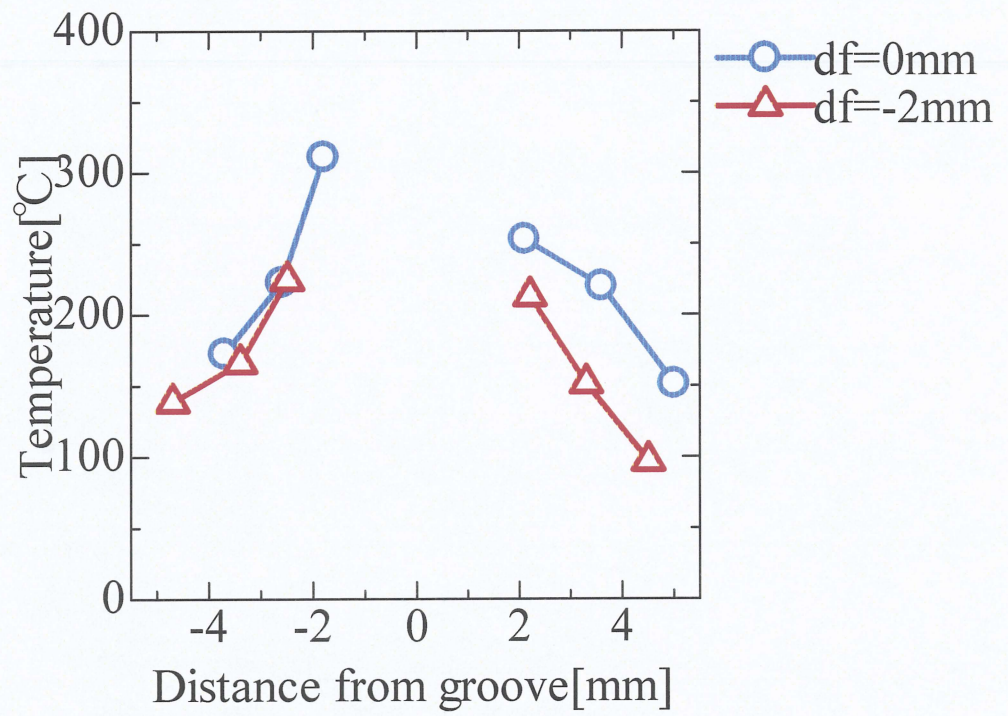 400
300
200
100
0
Temperature[℃]
-4 -2 0 2 4
Distance from groove[mm]
df=0mm
df=-2mm